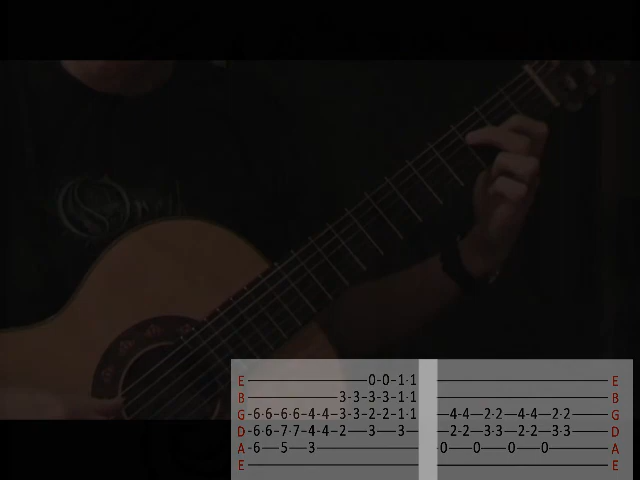 E 0-0-1-1 E
B 3-3-3-3-1-1 B
G -6-6-6-6-4-4-3-3-2-2-1-1 4-4 2-2 4-4 2-2 G
D -6-6-7-7-4-4-2 3 3 2-2 3-3 2-2 3-3 D
A -6 5 3 0 0 0 0 A
E E